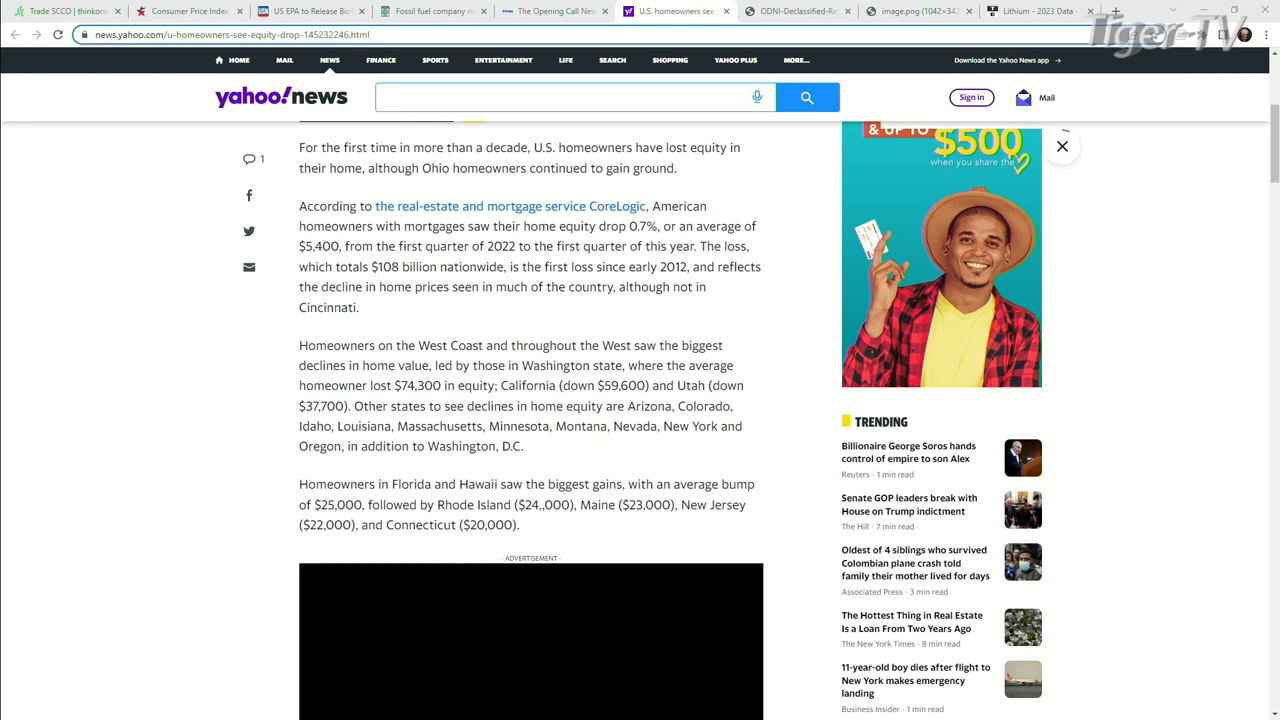 Trade SCCO | thinkors
Consumer Price Index
US EPA to Release Bio
Fossil fuel company n
The Opening Call New
U.S. homeowners see
ODNI-Declassified-Re
image.png (1042×34
Lithium - 2023 Data -
Tiger-TV
news.yahoo.com/u-homeowners-see-equity-drop-145232246.html
HOME MAIL NEWS FINANCE SPORTS ENTERTAINMENT LIFE SEARCH SHOPPING YAHOO PLUS MORE... Download the Yahoo News app →
yahoo!news
Sign in Mail
1
For the first time in more than a decade, U.S. homeowners have lost equity in
their home, although Ohio homeowners continued to gain ground.
According to the real-estate and mortgage service CoreLogic, American
homeowners with mortgages saw their home equity drop 0.7%, or an average of
$5,400, from the first quarter of 2022 to the first quarter of this year. The loss,
which totals $108 billion nationwide, is the first loss since early 2012, and reflects
the decline in home prices seen in much of the country, although not in
Cincinnati.
Homeowners on the West Coast and throughout the West saw the biggest
declines in home value, led by those in Washington state, where the average
homeowner lost $74,300 in equity; California (down $59,600) and Utah (down
$37,700). Other states to see declines in home equity are Arizona, Colorado,
Idaho, Louisiana, Massachusetts, Minnesota, Montana, Nevada, New York and
Oregon, in addition to Washington, D.C.
Homeowners in Florida and Hawaii saw the biggest gains, with an average bump
of $25,000, followed by Rhode Island ($24,,000), Maine ($23,000), New Jersey
($22,000), and Connecticut ($20,000).
- ADVERTISEMENT -
& UP TO $500
when you share the
TRENDING
Billionaire George Soros hands
control of empire to son Alex
Reuters · 1 min read
Senate GOP leaders break with
House on Trump indictment
The Hill · 7 min read
Oldest of 4 siblings who survived
Colombian plane crash told
family their mother lived for days
Associated Press · 3 min read
The Hottest Thing in Real Estate
Is a Loan From Two Years Ago
The New York Times · 8 min read
11-year-old boy dies after flight to
New York makes emergency
landing
Business Insider · 1 min read